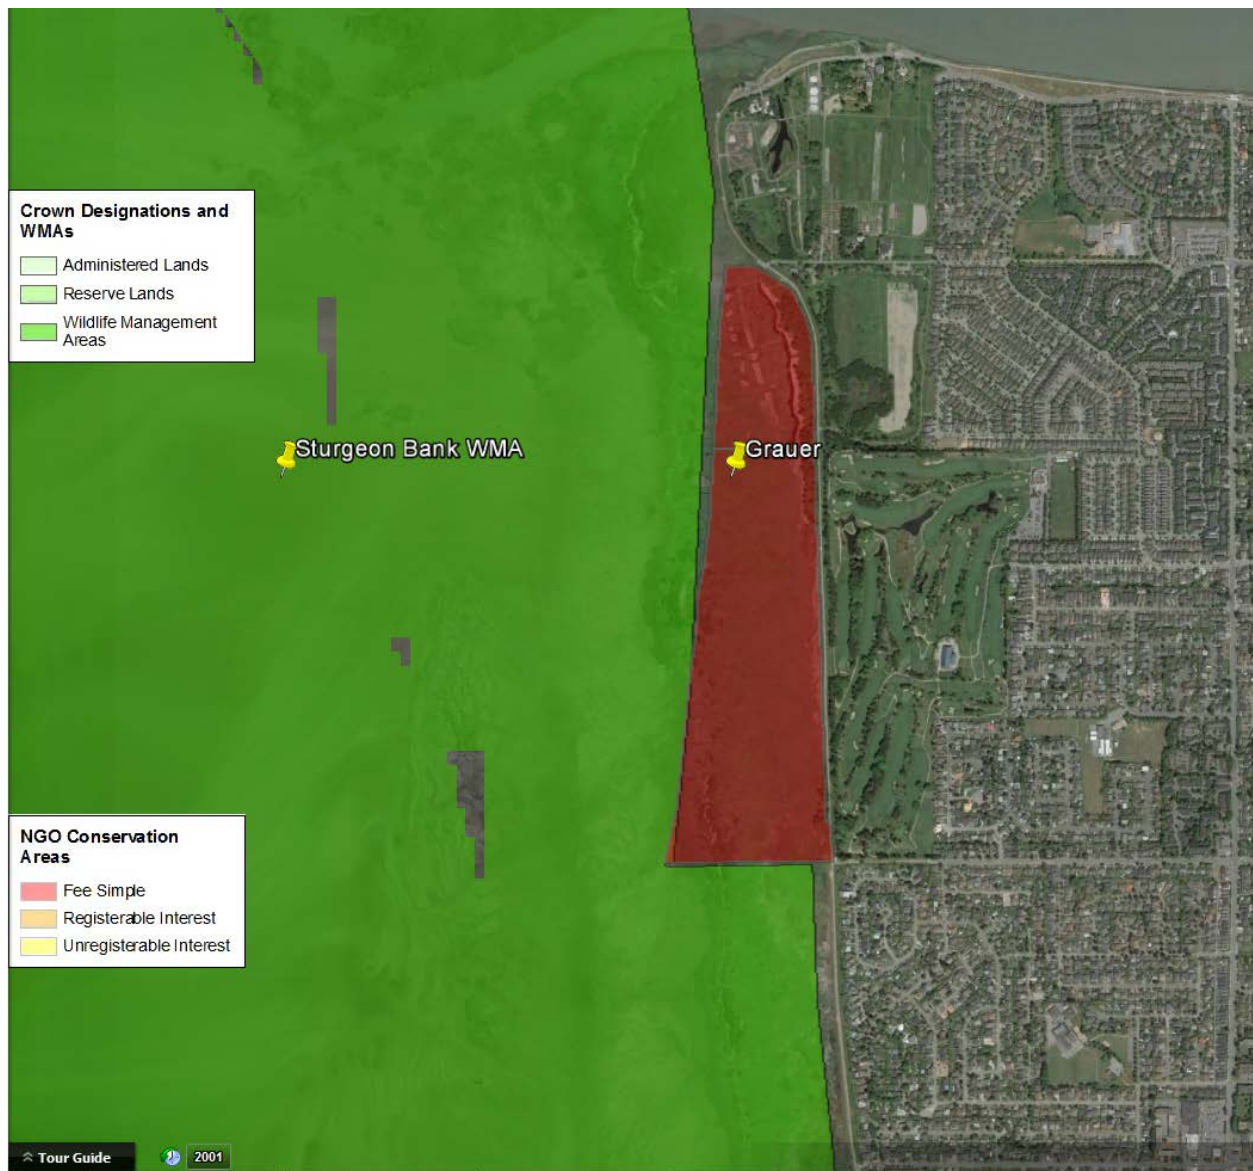 Crown Designations and
WMAs
Administered Lands
Reserve Lands
Wildlife Management
Areas
Sturgeon Bank WMA
Grauer
NGO Conservation
Areas
Fee Simple
Registerable Interest
Unregisterable Interest
Tour Guide
2001